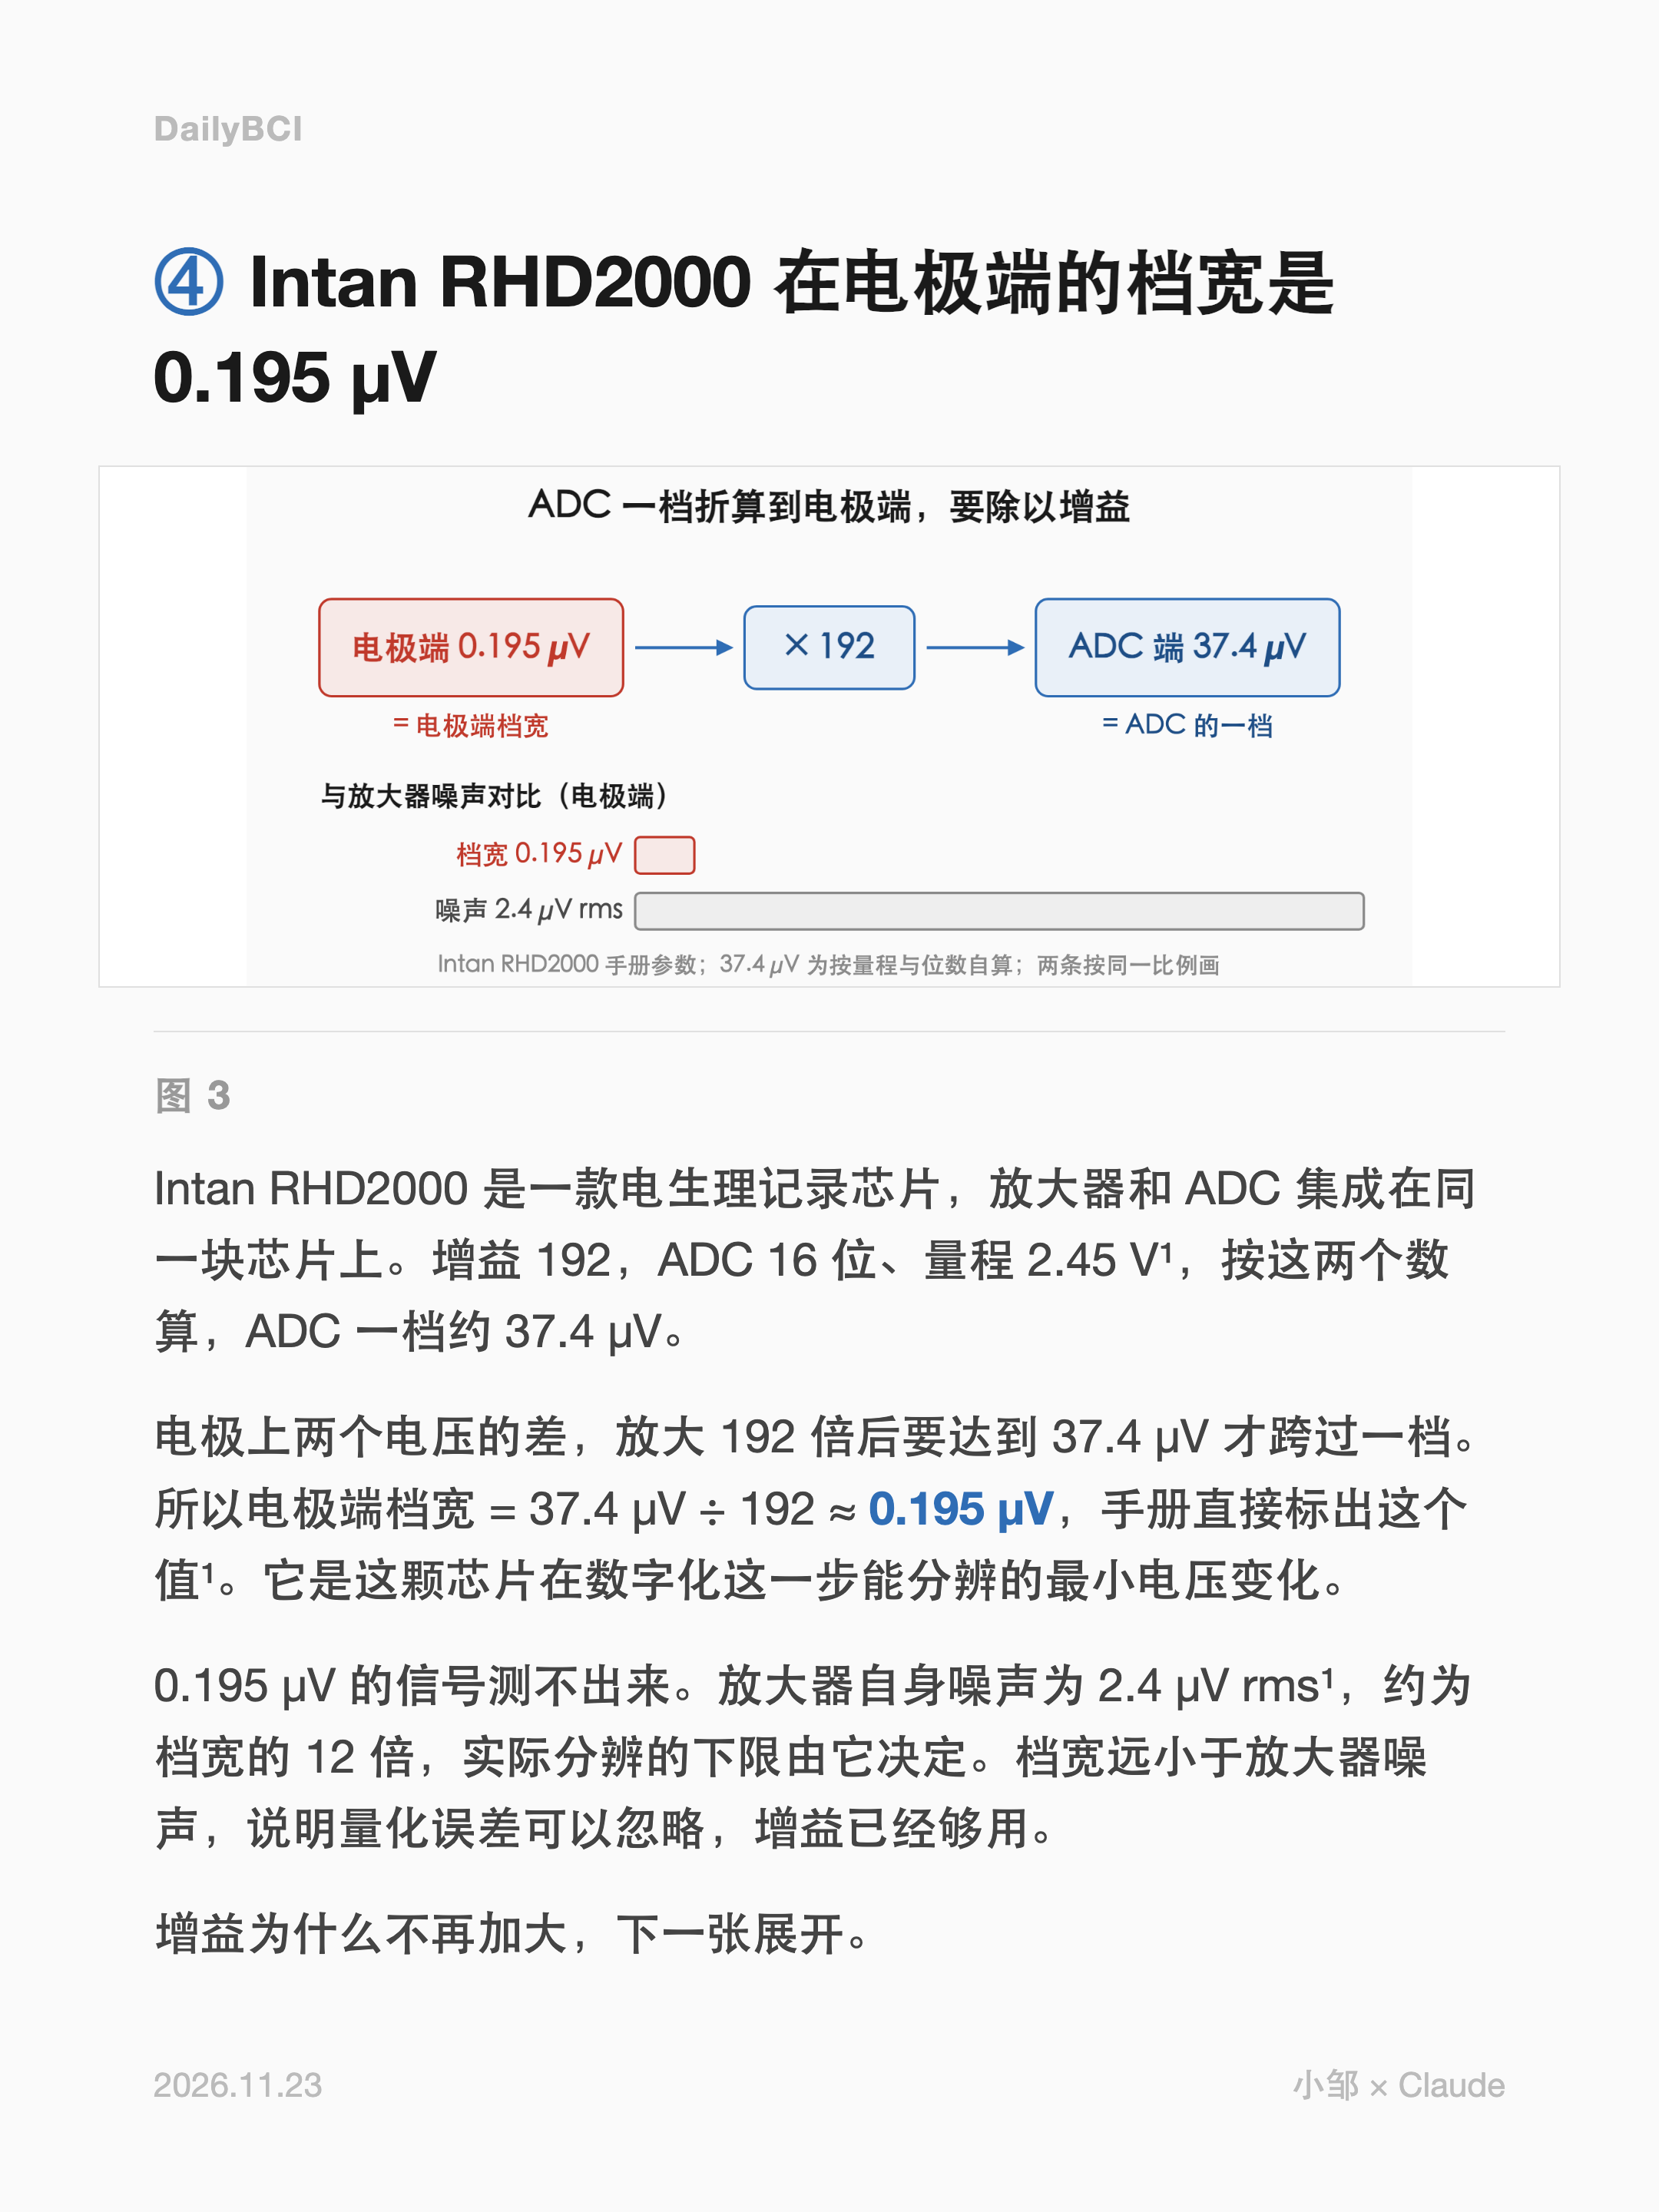 DailyBCI
④ Intan RHD2000 在电极端的档宽是
0.195 µV
ADC 一档折算到电极端，要除以增益
电极端 0.195 µV
× 192
ADC 端 37.4 µV
= 电极端档宽
= ADC 的一档
与放大器噪声对比（电极端）
档宽 0.195 µV
噪声 2.4 µV rms
Intan RHD2000 手册参数；37.4 µV 为按量程与位数自算；两条按同一比例画
图 3
Intan RHD2000 是一款电生理记录芯片，放大器和 ADC 集成在同
一块芯片上。增益 192，ADC 16 位、量程 2.45 V¹，按这两个数
算，ADC 一档约 37.4 µV。
电极上两个电压的差，放大 192 倍后要达到 37.4 µV 才跨过一档。
所以电极端档宽 = 37.4 µV ÷ 192 ≈ 0.195 µV，手册直接标出这个
值¹。它是这颗芯片在数字化这一步能分辨的最小电压变化。
0.195 µV 的信号测不出来。放大器自身噪声为 2.4 µV rms¹，约为
档宽的 12 倍，实际分辨的下限由它决定。档宽远小于放大器噪
声，说明量化误差可以忽略，增益已经够用。
增益为什么不再加大，下一张展开。
2026.11.23
小邹 × Claude